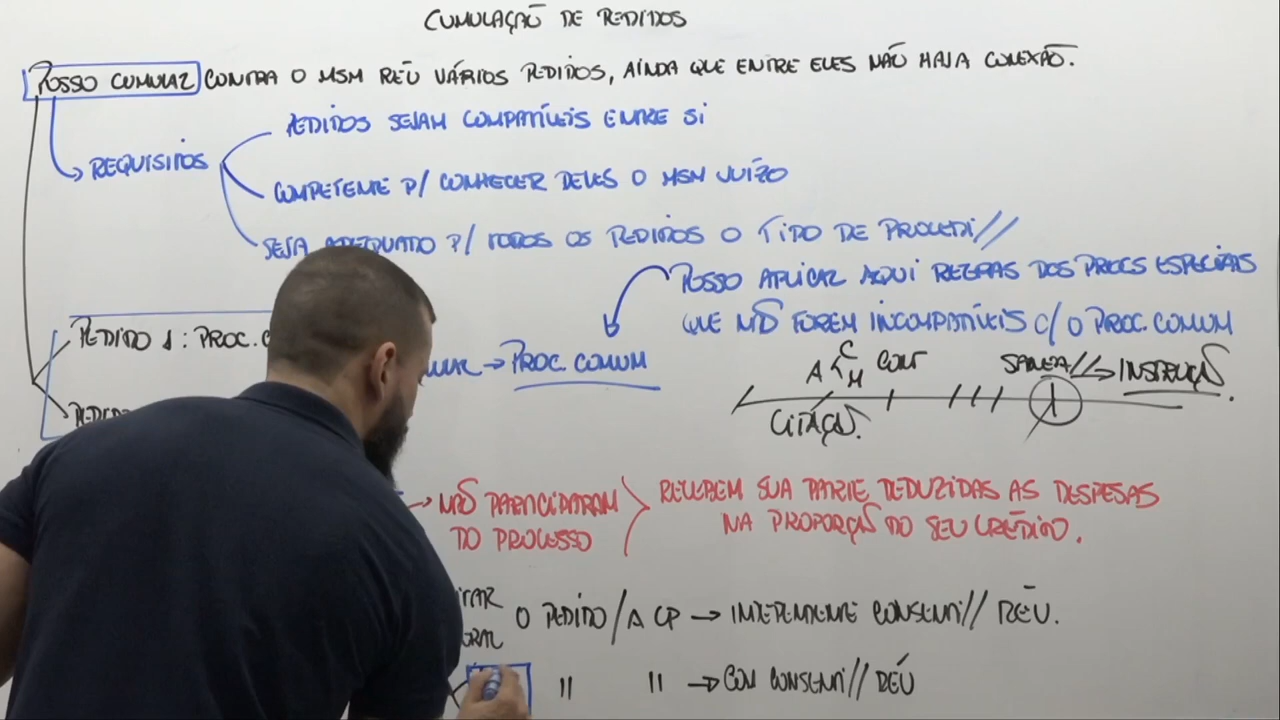 CUMULAÇÃO DE PEDIDOS
POSSO CUMULAR CONTRA O MSM RÉU VÁRIOS PEDIDOS, AINDA QUE ENTRE ELES NÃO HAJA CONEXÃO.
PEDIDOS SEJAM COMPATÍVEIS ENTRE SI
REQUISITOS
COMPETENTE P/ CONHECER DELES O MSM JUÍZO
SEJA ADEQUADO P/ TODOS OS PEDIDOS O TIPO DE PROCEDI//
POSSO APLICAR AQUI REGRAS DOS PROCS ESPECIAIS
QUE NÃO FOREM INCOMPATÍVEIS C/ O PROC. COMUM
PEDIDO 1: PROC.
→ PROC. COMUM
A C M CONT
SANEA// → INSTRUÇÃO.
CITAÇÃO.
→ NÃO PARTICIPARAM
DO PROCESSO
RECEBEM SUA PARTE DEDUZIDAS AS DESPESAS
NA PROPORÇÃO DO SEU CRÉDITO.
O PEDIDO / A CP → INDEPENDENTE CONSENTI// RÉU.
" " → COM CONSENTI// RÉU